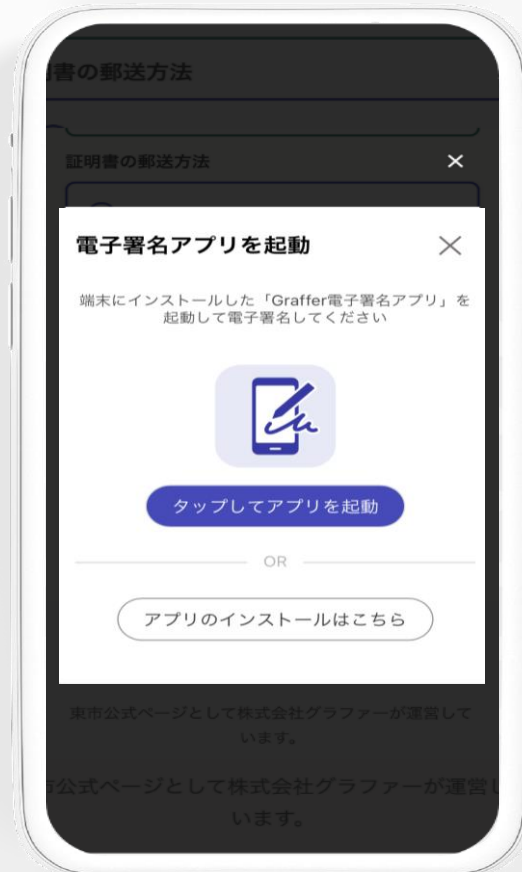 書の郵送方法
証明書の郵送方法
電子署名アプリを起動
端末にインストールした「Graffer電子署名アプリ」を
起動して電子署名してください
タップしてアプリを起動
OR
アプリのインストールはこちら
東市公式ページとして株式会社グラファーが運営して
います。
市公式ページとして株式会社グラファーが運営し
います。